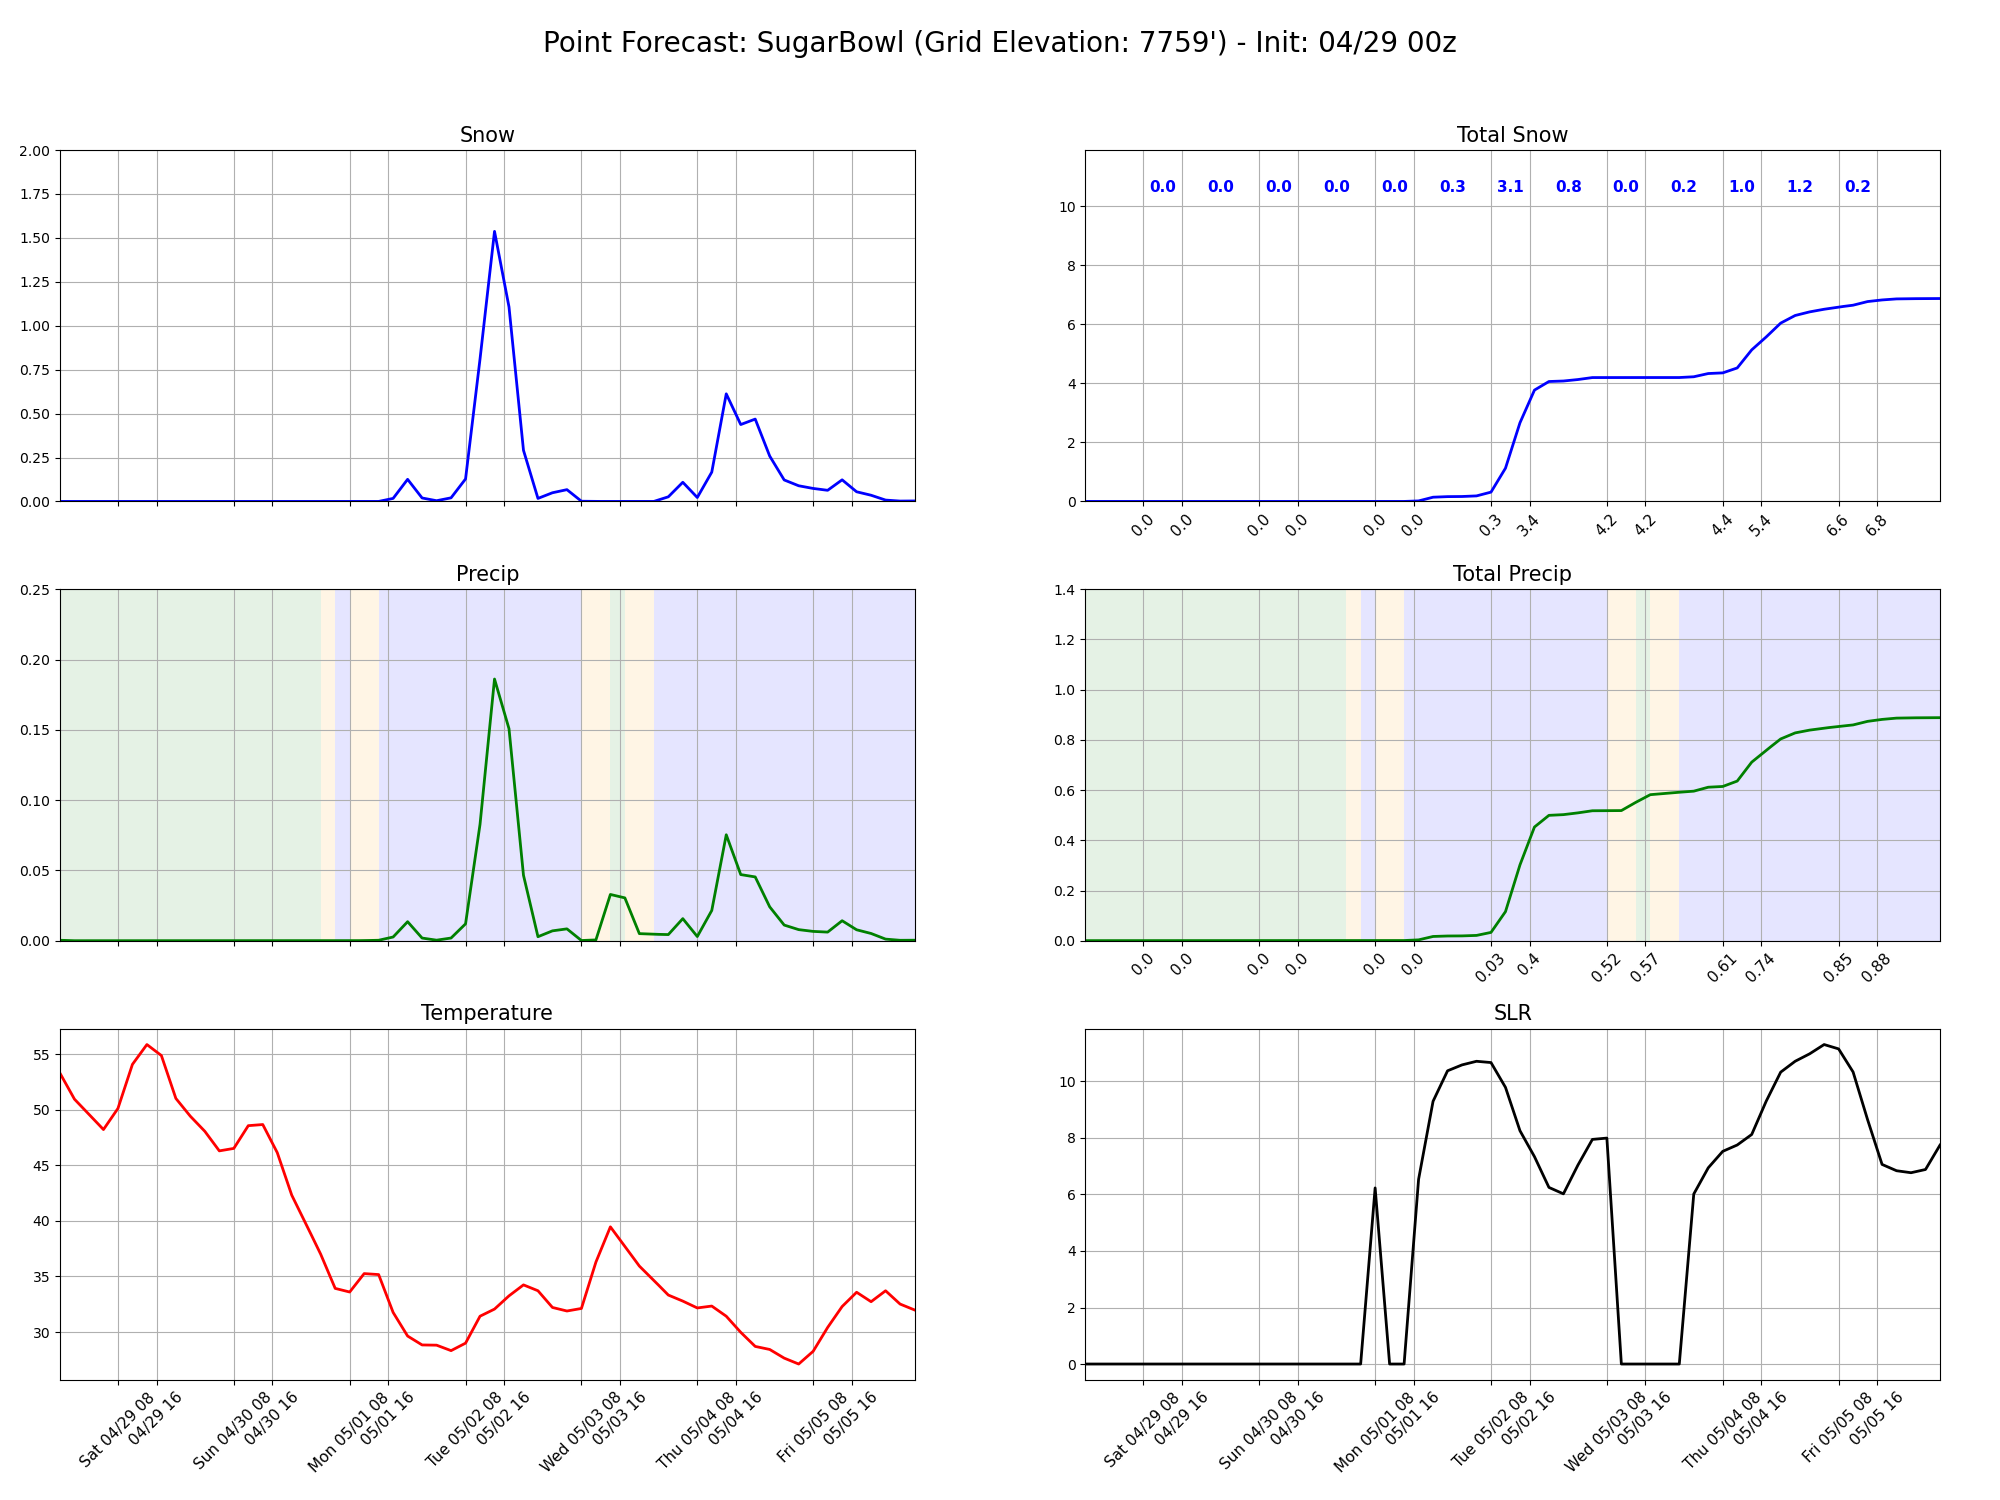 Point Forecast: SugarBowl (Grid Elevation: 7759') - Init: 04/29 00z
Snow
2.00
1.75
1.50
1.25
1.00
0.75
0.50
0.25
0.00
Total Snow
0.0 0.0 0.0 0.0 0.0 0.3 3.1 0.8 0.0 0.2 1.0 1.2 0.2
10
8
6
4
2
0
0.0 0.0 0.0 0.0 0.0 0.0 0.3 3.4 4.2 4.2 4.4 5.4 6.6 6.8
Precip
0.25
0.20
0.15
0.10
0.05
0.00
Total Precip
1.4
1.2
1.0
0.8
0.6
0.4
0.2
0.0
0.0 0.0 0.0 0.0 0.0 0.0 0.03 0.4 0.52 0.57 0.61 0.74 0.85 0.88
Temperature
55
50
45
40
35
30
Sat 04/29 08
04/29 16
Sun 04/30 08
04/30 16
Mon 05/01 08
05/01 16
Tue 05/02 08
05/02 16
Wed 05/03 08
05/03 16
Thu 05/04 08
05/04 16
Fri 05/05 08
05/05 16
SLR
10
8
6
4
2
0
Sat 04/29 08
04/29 16
Sun 04/30 08
04/30 16
Mon 05/01 08
05/01 16
Tue 05/02 08
05/02 16
Wed 05/03 08
05/03 16
Thu 05/04 08
05/04 16
Fri 05/05 08
05/05 16